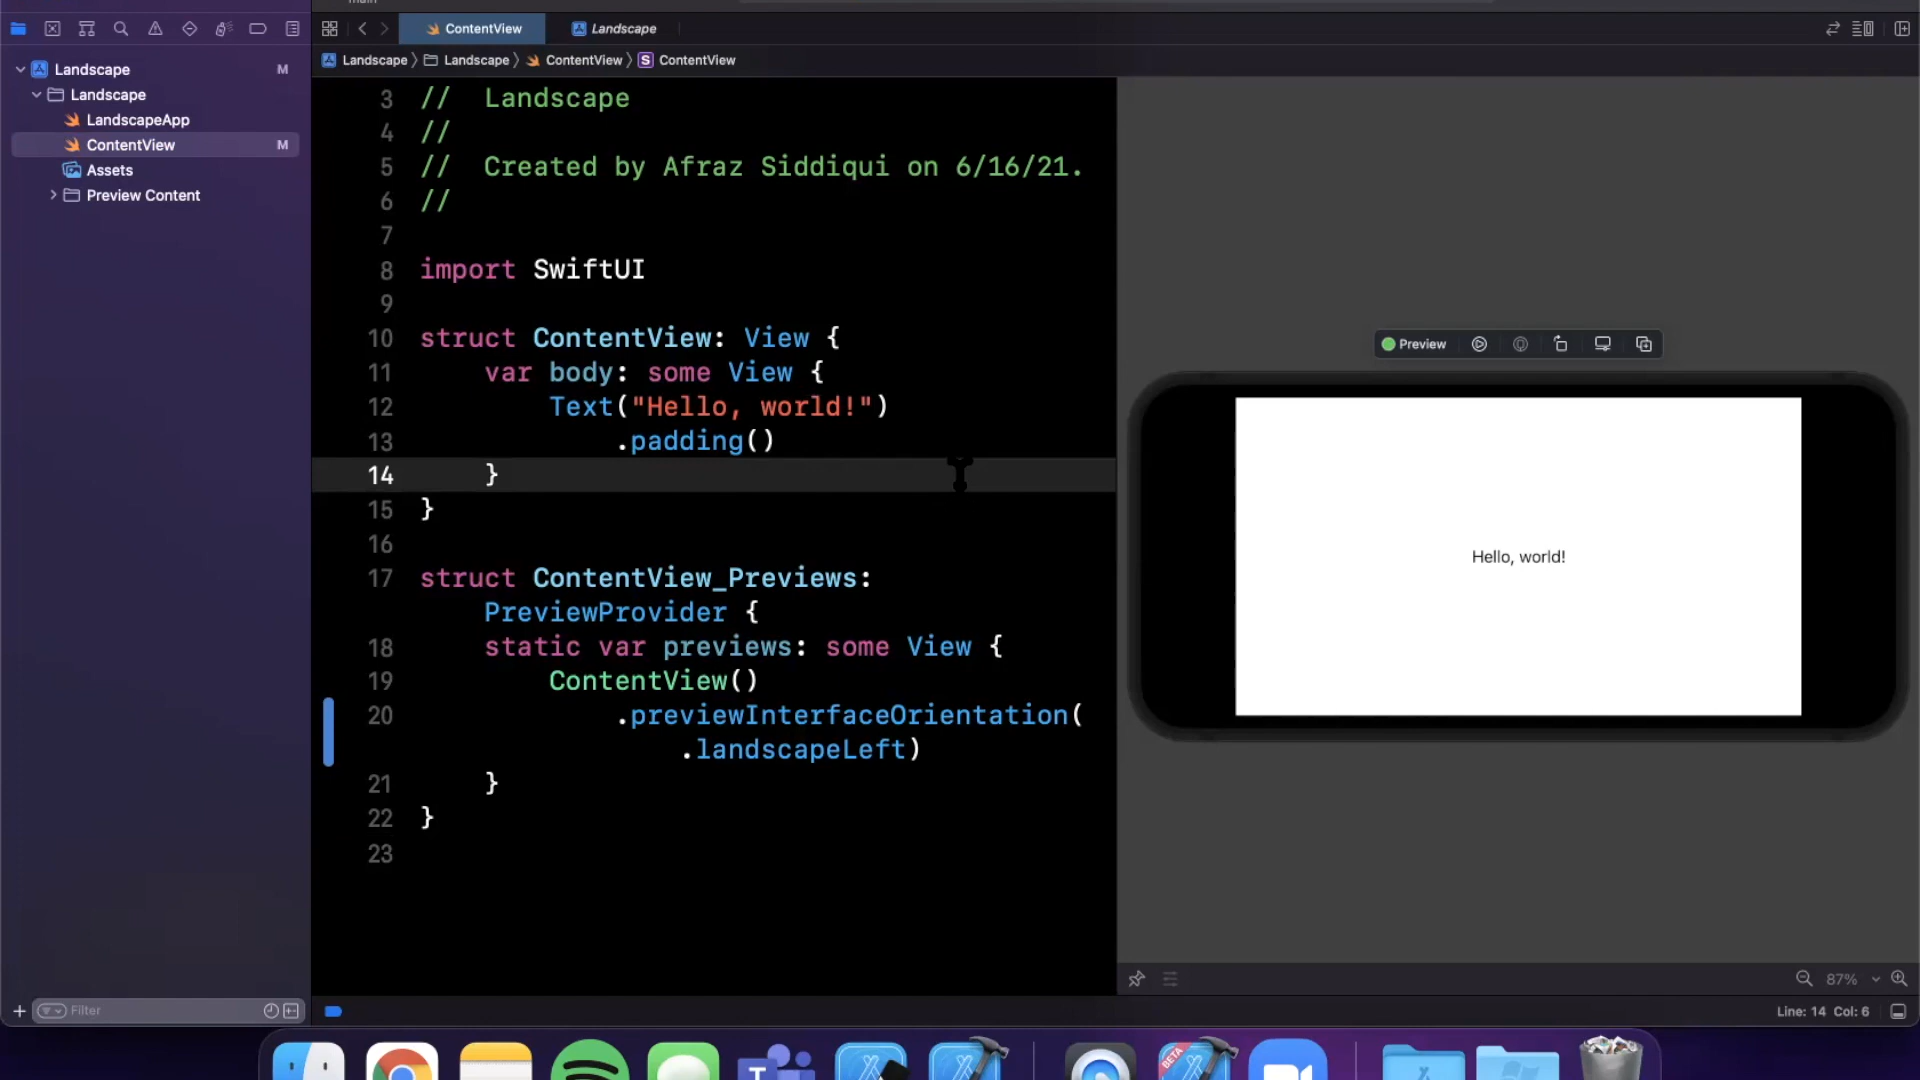 main
ContentView
Landscape
Landscape
Landscape
ContentView
ContentView
Landscape M
Landscape
LandscapeApp
ContentView M
Assets
Preview Content
3 //  Landscape
4 //
5 //  Created by Afraz Siddiqui on 6/16/21.
6 //
7
8 import SwiftUI
9
10 struct ContentView: View {
11     var body: some View {
12         Text("Hello, world!")
13             .padding()
14     }
15 }
16
17 struct ContentView_Previews:
PreviewProvider {
18     static var previews: some View {
19         ContentView()
20             .previewInterfaceOrientation(
.landscapeLeft)
21     }
22 }
23
Preview
Hello, world!
87%
Filter
Line: 14 Col: 6
T
BETA